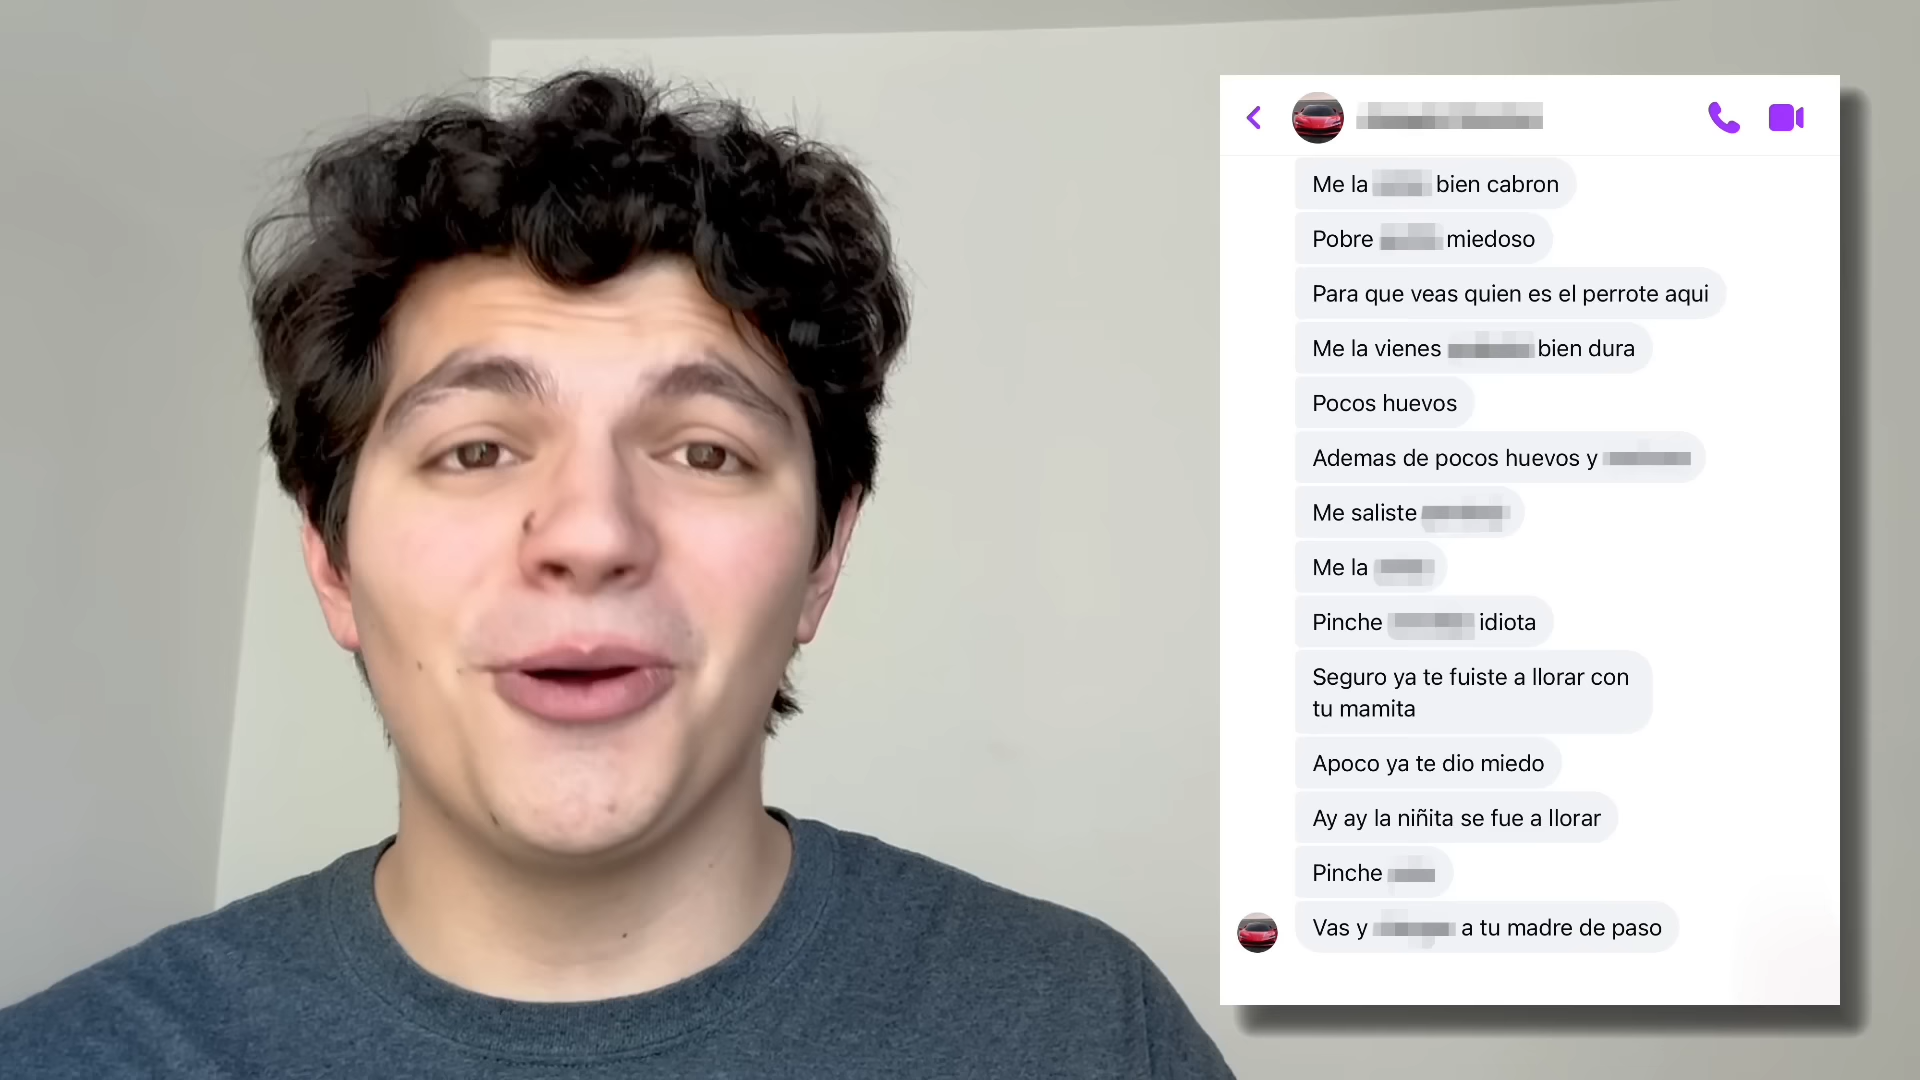 Me la bien cabron
Pobre miedoso
Para que veas quien es el perrote aqui
Me la vienes bien dura
Pocos huevos
Ademas de pocos huevos y
Me saliste
Me la
Pinche idiota
Seguro ya te fuiste a llorar con
tu mamita
Apoco ya te dio miedo
Ay ay la niñita se fue a llorar
Pinche
Vas y a tu madre de paso